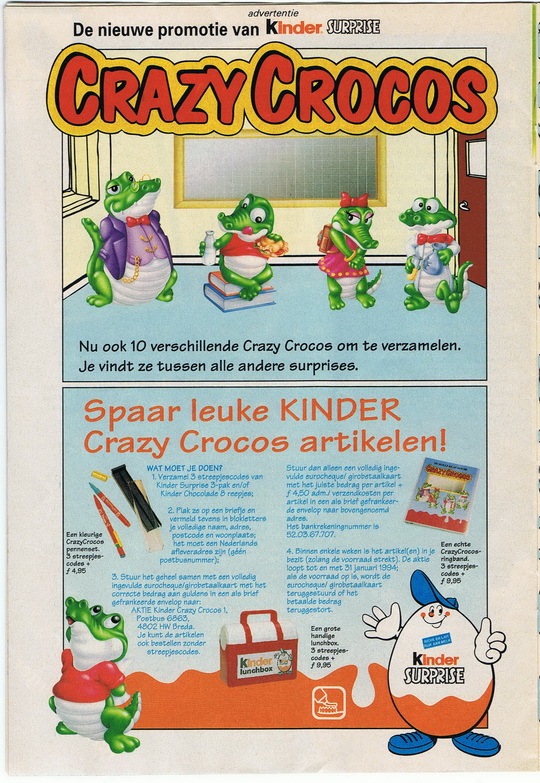 advertentie
De nieuwe promotie van Kinder SURPRISE
CRAZY CROCOS
Nu ook 10 verschillende Crazy Crocos om te verzamelen.
Je vindt ze tussen alle andere surprises.
Spaar leuke KINDER
Crazy Crocos artikelen!
WAT MOET JE DOEN?
1. Verzamel 3 streepjescodes van
Kinder Surprise 3-pak en/of
Kinder Chocolade 8 reepjes;
2. Plak ze op een briefje en
vermeld tevens in blokletters
je volledige naam, adres,
postcode en woonplaats;
het moet een Nederlands
afleveradres zijn (géén
postbusnummer);
3. Stuur het geheel samen met een volledig
ingevulde eurocheque/girobetaalkaart met het
correcte bedrag aan guldens in een als brief
gefrankeerde envelop naar:
AKTIE Kinder Crazy Crocos 1,
Postbus 6863,
4802 HW Breda.
Je kunt de artikelen
ook bestellen zonder
streepjescodes.
Stuur dan alleen een volledig inge-
vulde eurocheque/ girobetaalkaart
met het juiste bedrag per artikel +
ƒ 4,50 adm./ verzendkosten per
artikel in een als brief gefrankeer-
de envelop naar bovengenoemd
adres.
Het bankrekeningnummer is
52.03.67.707.
4. Binnen enkele weken is het artikel(en) in je
bezit (zolang de voorraad strekt). De aktie
loopt tot en met 31 januari 1994;
als de voorraad op is, wordt de
eurocheque/ girobetaalkaart
teruggestuurd of het
betaalde bedrag
teruggestort.
Een kleurige
CrazyCrocos
pennenset.
3 streepjes-
codes +
ƒ 4,95
CRAZY CROCOS
Een echte
CrazyCrocos-
ringband.
3 streepjes-
codes +
ƒ 9,95
Een grote
handige
lunchbox.
3 streepjes-
codes +
ƒ 9,95
Kinder
lunchbox
Kinder
SURPRISE